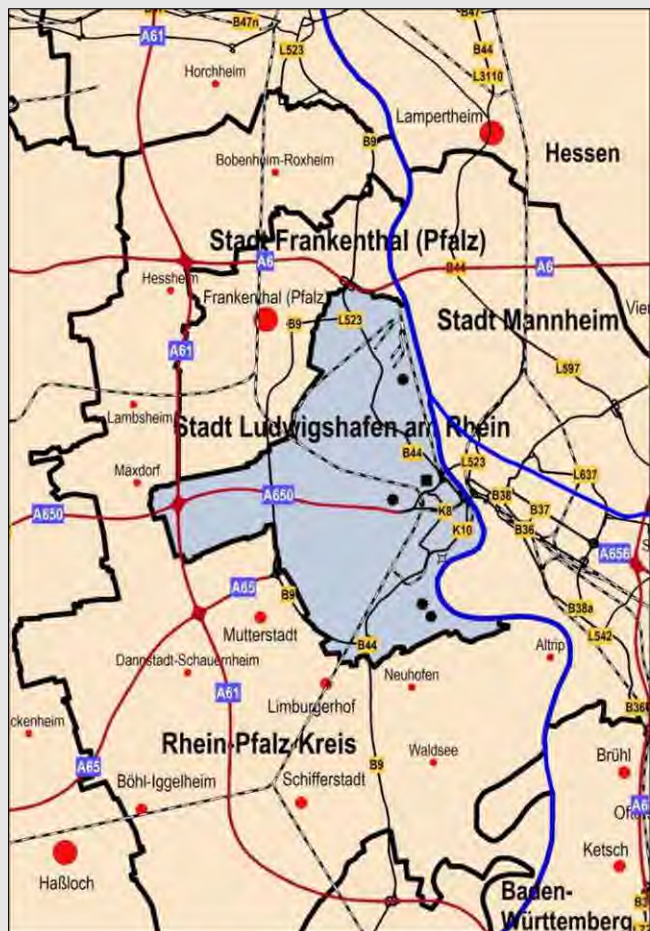 B47n
B47
A61
L523
B44
L3110
Horchheim
Lampertheim
B9
Hessen
Bobenheim-Roxheim
Stadt Frankenthal (Pfalz)
A6
B44
A6
Hessheim
Frankenthal (Pfalz)
B9
L523
Stadt Mannheim
A61
L597
Lambsheim
Stadt Ludwigshafen am Rhein
B44
L523
Maxdorf
L637
A650
A650
B38
K8
B37
K10
B36
A656
A65
B9
B38a
Mutterstadt
L542
B44
Altrip
Dannstadt-Schauernheim
Neuhofen
A61
Limburgerhof
B36
ckenheim
Rhein-Pfalz-Kreis
Waldsee
B9
A65
Brühl
Böhl-Iggelheim
Schifferstadt
Ketsch
Haßloch
Baden-
Württemberg